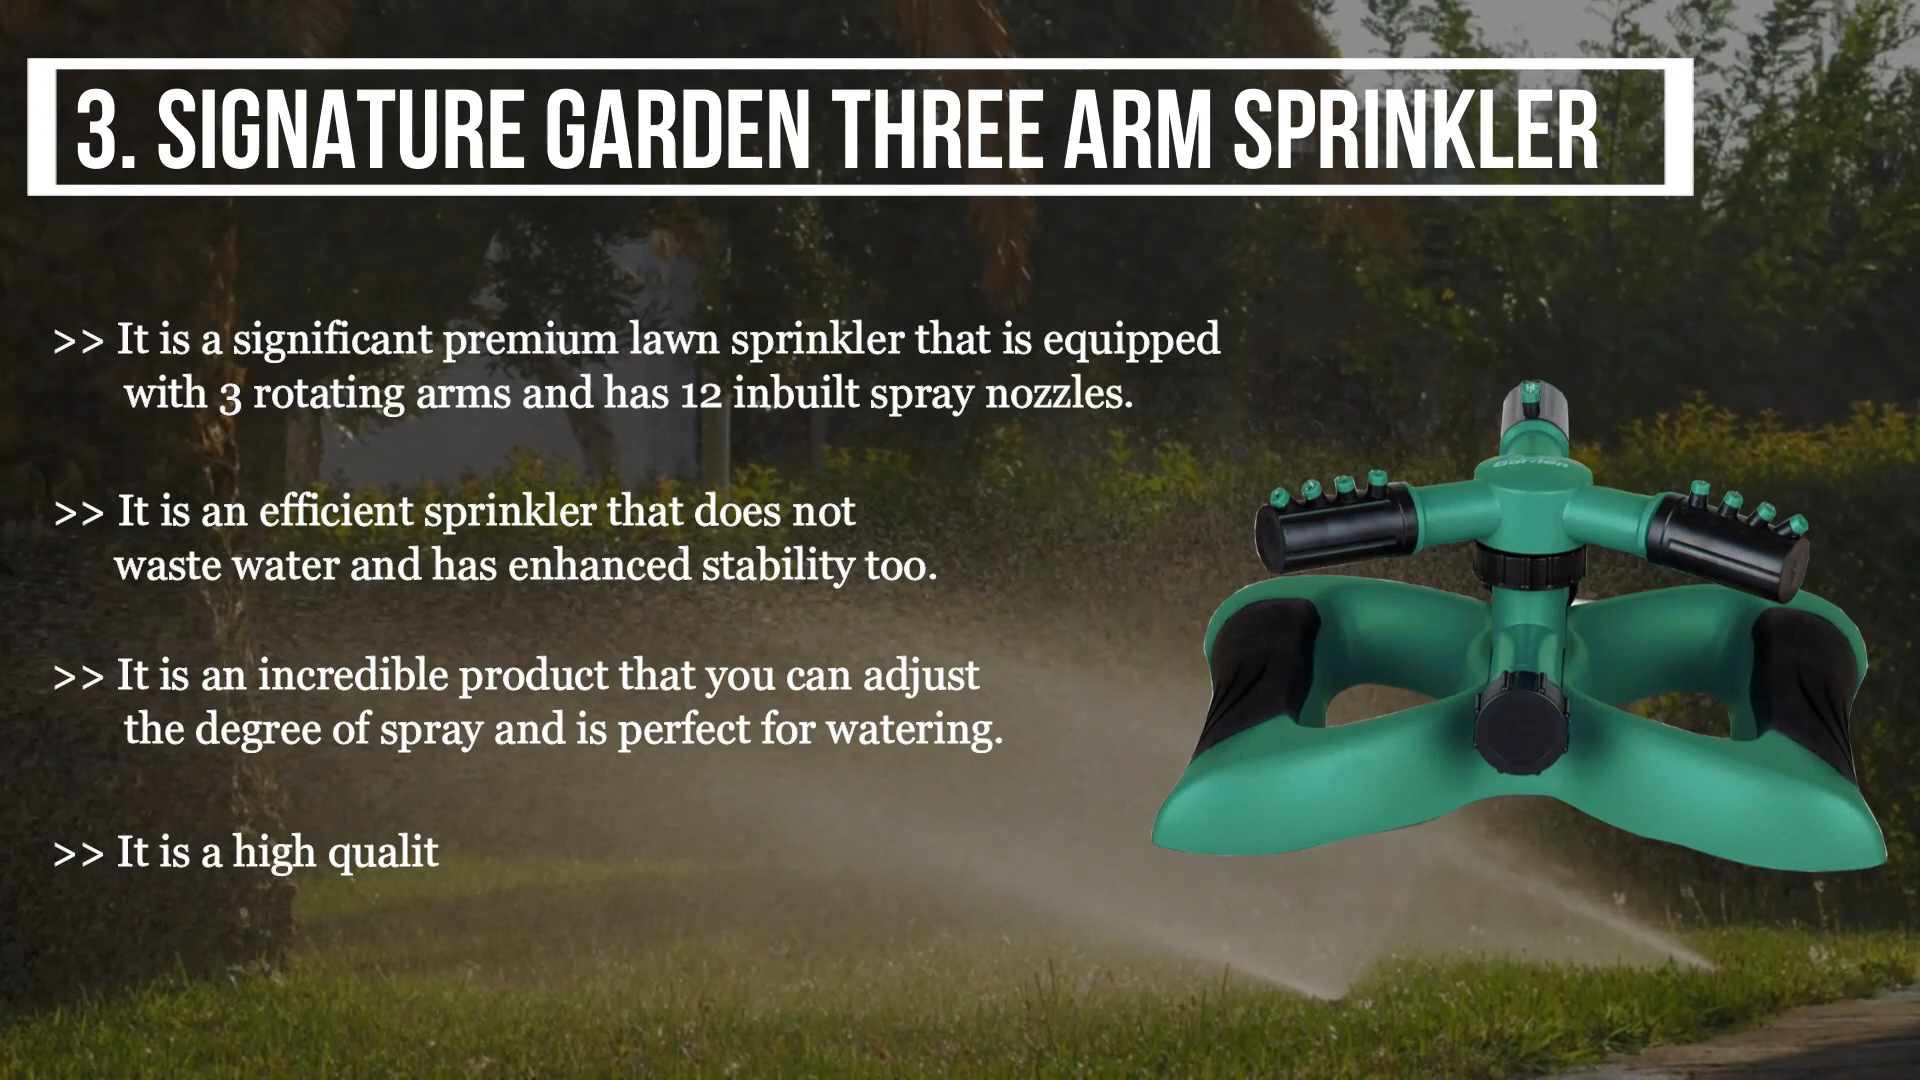 3. SIGNATURE GARDEN THREE ARM SPRINKLER
>> It is a significant premium lawn sprinkler that is equipped
with 3 rotating arms and has 12 inbuilt spray nozzles.
>> It is an efficient sprinkler that does not
waste water and has enhanced stability too.
>> It is an incredible product that you can adjust
the degree of spray and is perfect for watering.
>> It is a high qualit
Garden